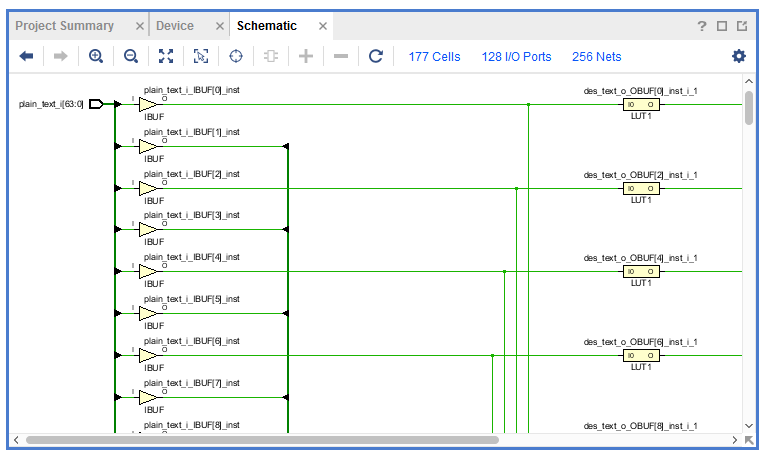 Project Summary
Device
Schematic
177 Cells 128 I/O Ports 256 Nets
plain_text_i[63:0]
plain_text_i_IBUF[0]_inst
I O
IBUF
des_text_o_OBUF[0]_inst_i_1
I0 O
LUT1
plain_text_i_IBUF[1]_inst
I O
IBUF
plain_text_i_IBUF[2]_inst
I O
IBUF
des_text_o_OBUF[2]_inst_i_1
I0 O
LUT1
plain_text_i_IBUF[3]_inst
I O
IBUF
plain_text_i_IBUF[4]_inst
I O
IBUF
des_text_o_OBUF[4]_inst_i_1
I0 O
LUT1
plain_text_i_IBUF[5]_inst
I O
IBUF
plain_text_i_IBUF[6]_inst
I O
IBUF
des_text_o_OBUF[6]_inst_i_1
I0 O
LUT1
plain_text_i_IBUF[7]_inst
I O
IBUF
plain_text_i_IBUF[8]_inst
des_text_o_OBUF[8]_inst_i_1